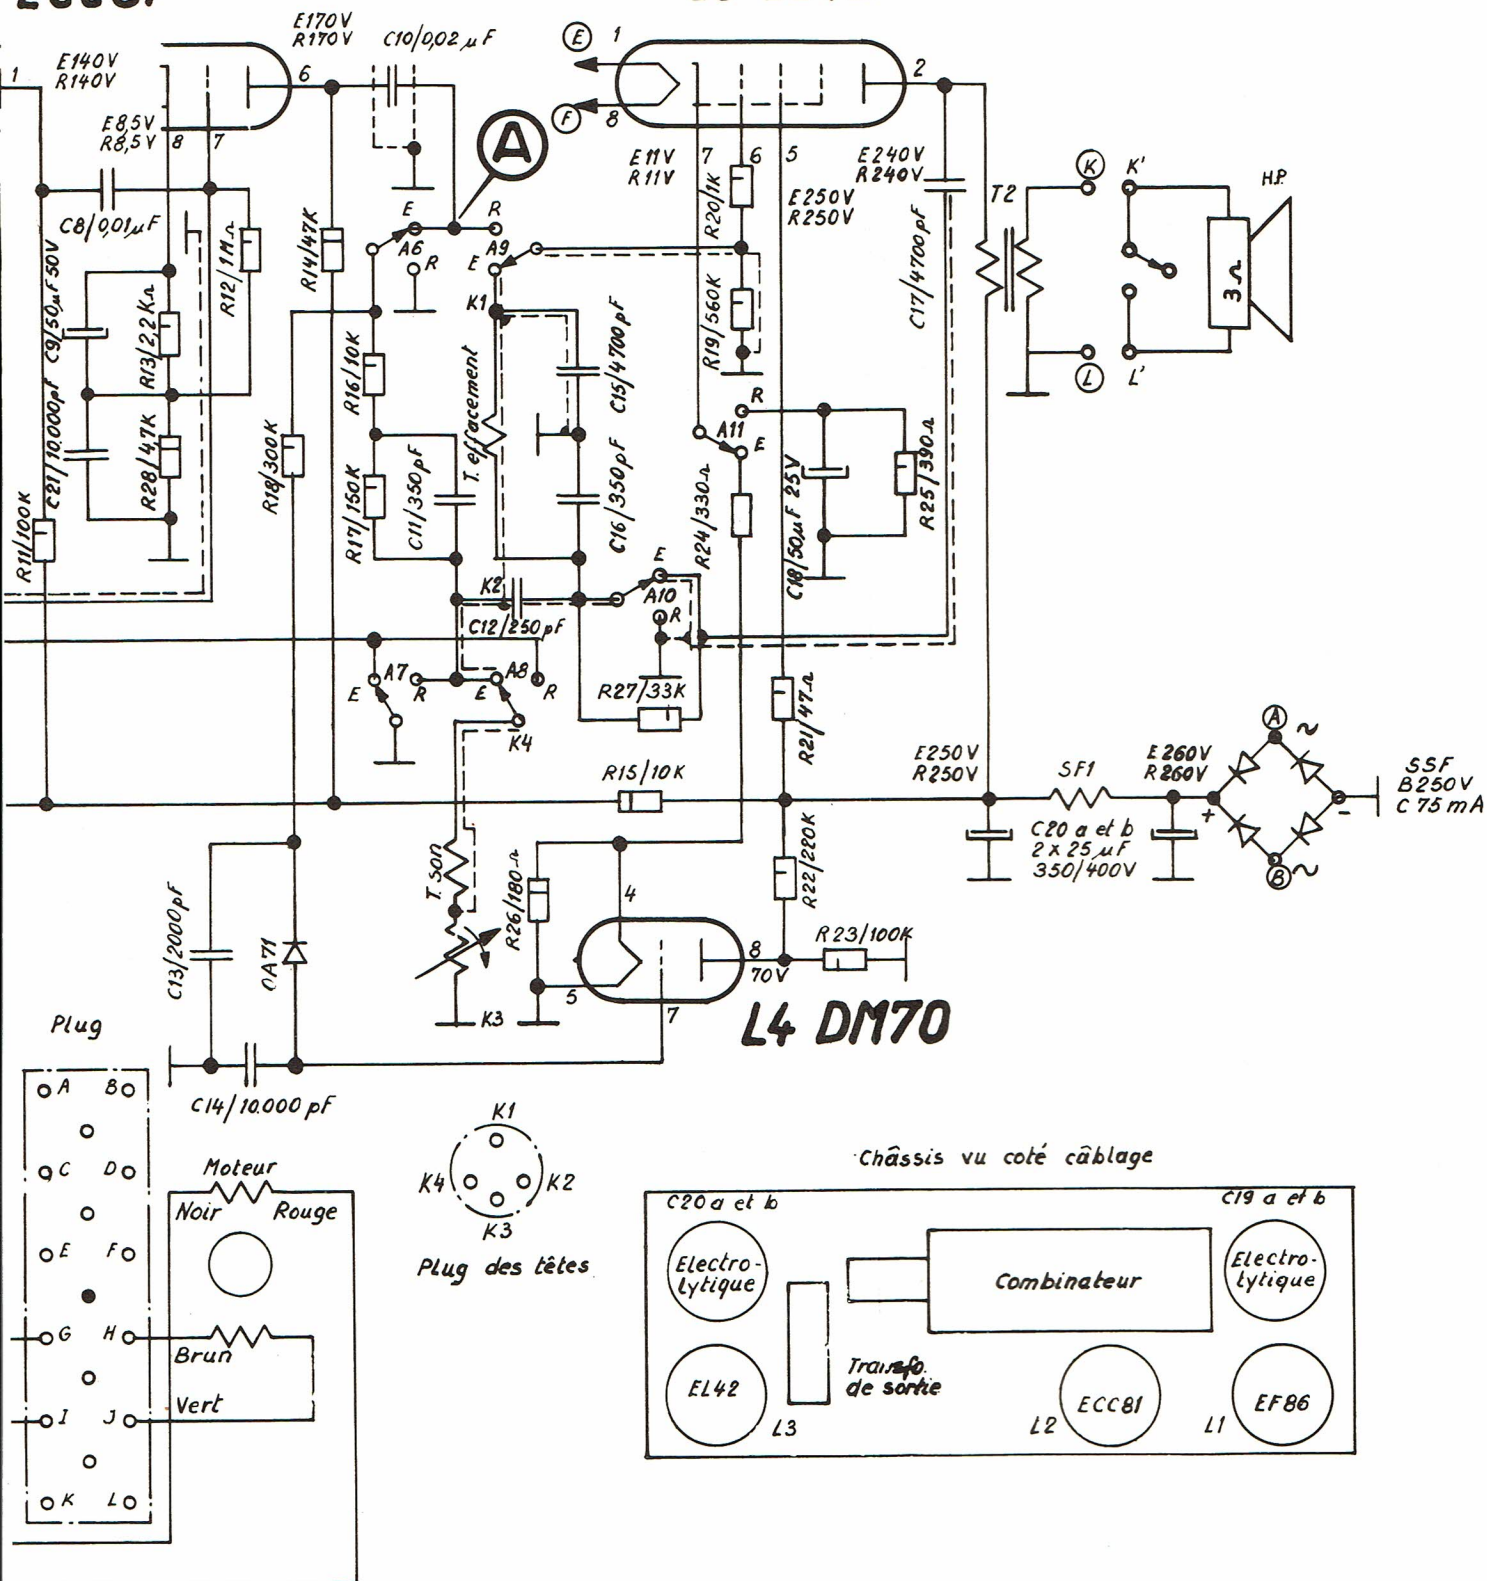 E170V
R170V
C10/0,02 µF
E 1
F
8
2
1
E140V
R140V
6
E8,5V
R8,5V
8
7
A
E11V
R11V
7
6
5
E240V
R240V
E250V
R250V
R20/1K
C8/0,01µF
R12/1MΩ
R14/47K
E
A6
R
R
A9
E
K1
R19/560K
C17/4700pF
T2
K
K'
H.P.
3Ω
L
L'
C9/50µF 50V
R13/2,2KΩ
C21/10.000pF
R28/4,7K
R11/100K
R18/300K
R16/10K
R17/150K
C11/350pF
T. effacement
C15/4700pF
C16/350pF
R
A11
E
R24/330Ω
C18/50µF 25V
R25/390Ω
K2
C12/250pF
E
A10
R
E
A7
R
E
A8
R
K4
R27/33K
R21/47Ω
R15/10K
E250V
R250V
SF1
E260V
R260V
A ~
+
-
B ~
SSF
B250V
C75mA
C20 a et b
2 x 25 µF
350/400V
R22/220K
C13/2000pF
OA71
T. son
K3
R26/180Ω
4
5
7
8
70V
R23/100K
L4 DM70
C14/10.000 pF
Plug
A B
C D
E F
G H
I J
K L
Moteur
Noir Rouge
Brun
Vert
K1
K4 K2
K3
Plug des têtes
Châssis vu coté câblage
C20 a et b
C19 a et b
Electro-
lytique
Combinateur
Electro-
lytique
EL42
L3
Transfo.
de sortie
L2
ECC81
L1
EF86